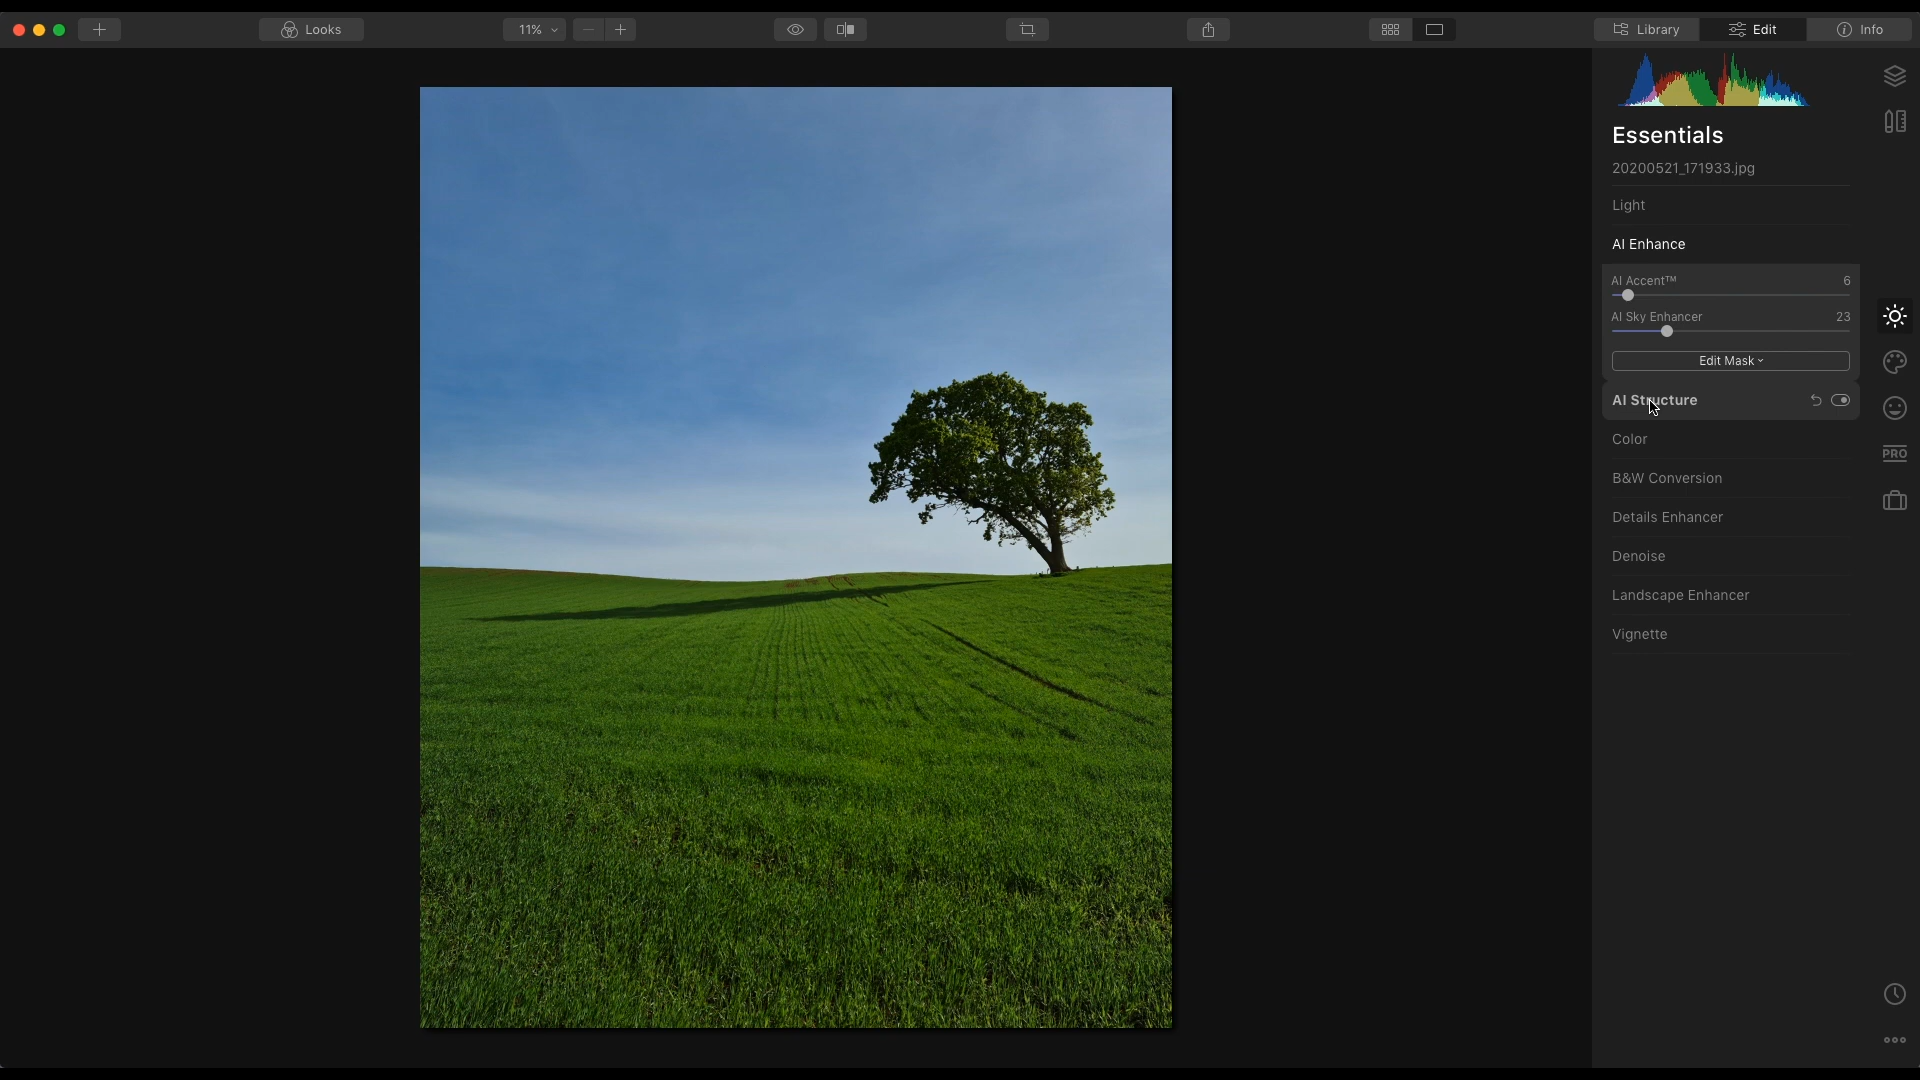 Looks
11%
Library
Edit
Info
Essentials
20200521_171933.jpg
Light
AI Enhance
AI Accent™ 6
AI Sky Enhancer 23
Edit Mask
AI Structure
Color
B&W Conversion
Details Enhancer
Denoise
Landscape Enhancer
Vignette
PRO